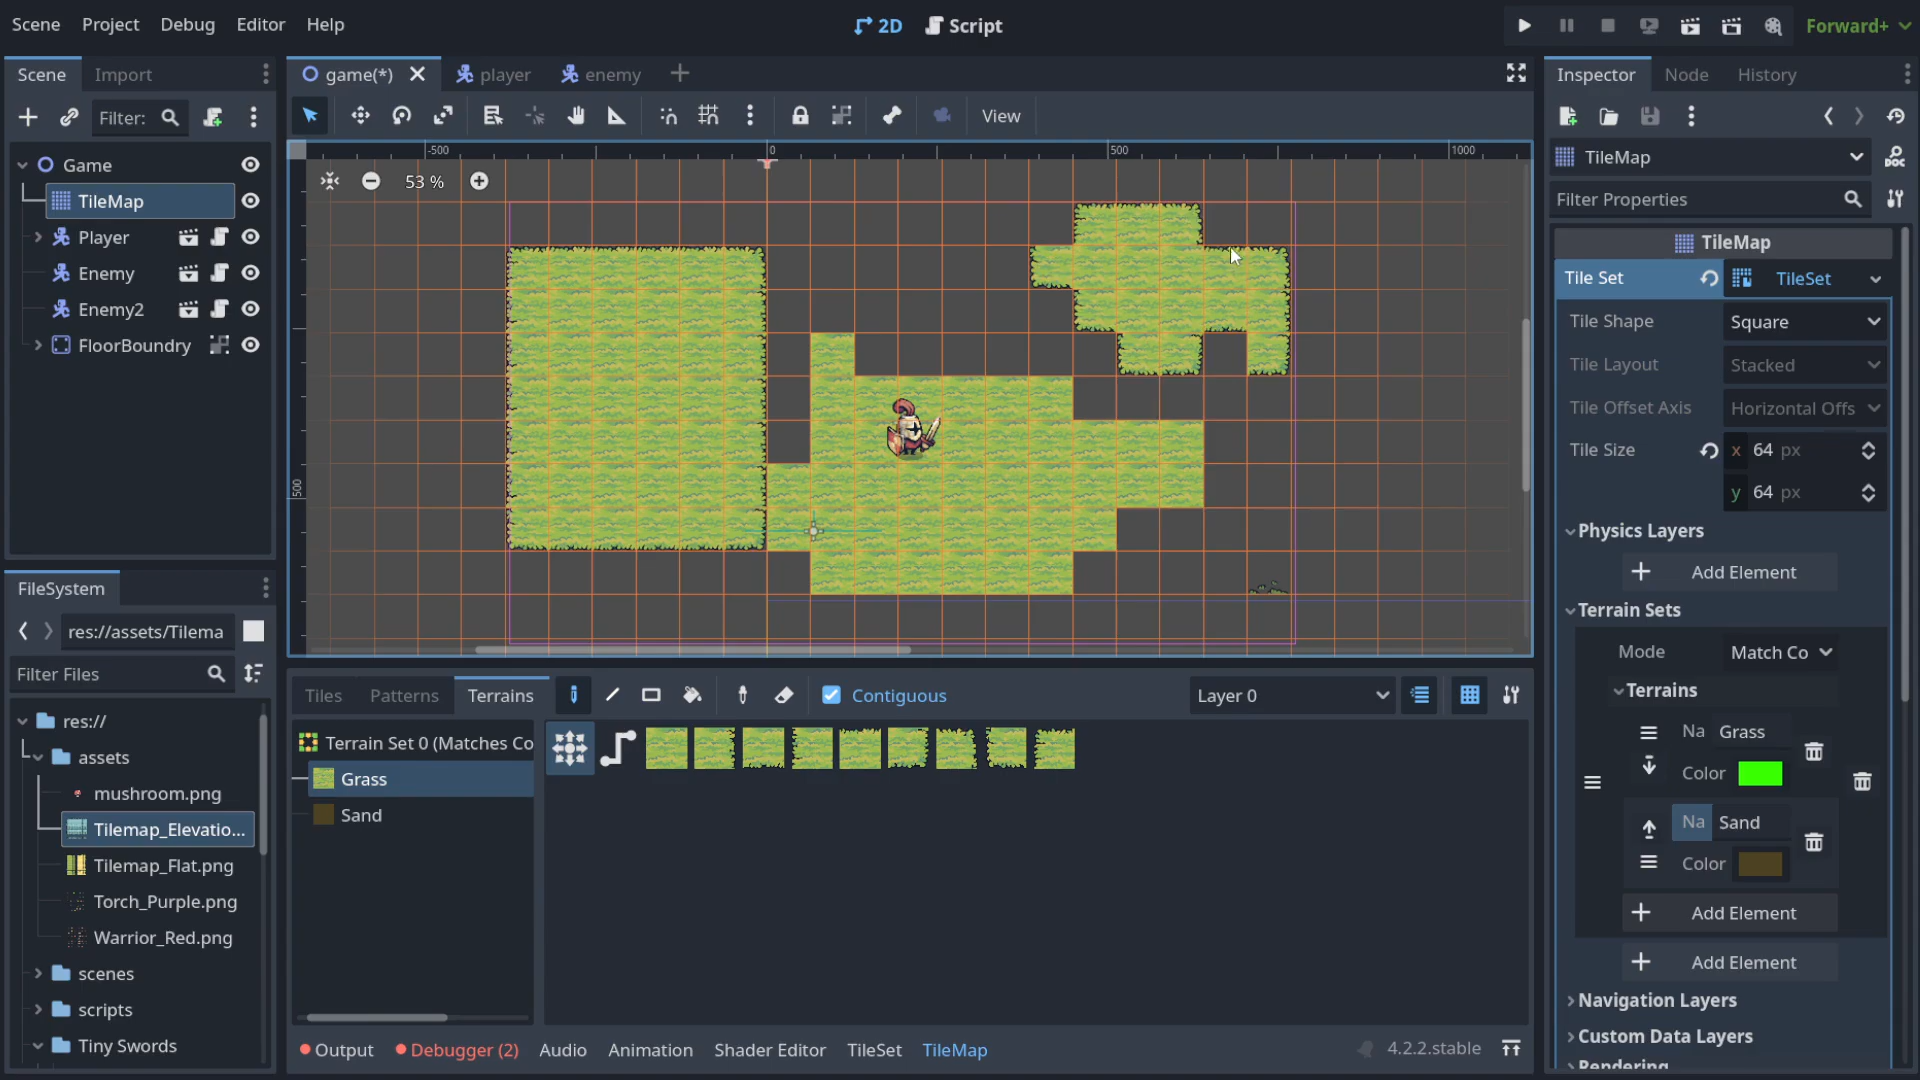 Scene Project Debug Editor Help
2D Script
Forward+
Scene Import
Filter:
Game
TileMap
Player
Enemy
Enemy2
FloorBoundry
FileSystem
res://assets/Tilema
Filter Files
res://
assets
mushroom.png
Tilemap_Elevatio...
Tilemap_Flat.png
Torch_Purple.png
Warrior_Red.png
scenes
scripts
Tiny Swords
game(*) player enemy
View
-500 0 500 1000
53 %
500
Tiles Patterns Terrains
Contiguous
Layer 0
Terrain Set 0 (Matches Co
Grass
Sand
Output Debugger (2) Audio Animation Shader Editor TileSet TileMap
4.2.2.stable
Inspector Node History
TileMap
Filter Properties
TileMap
Tile Set TileSet
Tile Shape Square
Tile Layout Stacked
Tile Offset Axis Horizontal Offs
Tile Size x 64 px
y 64 px
Physics Layers
Add Element
Terrain Sets
Mode Match Co
Terrains
Na Grass
Color
Na Sand
Color
Add Element
Add Element
Navigation Layers
Custom Data Layers
Rendering